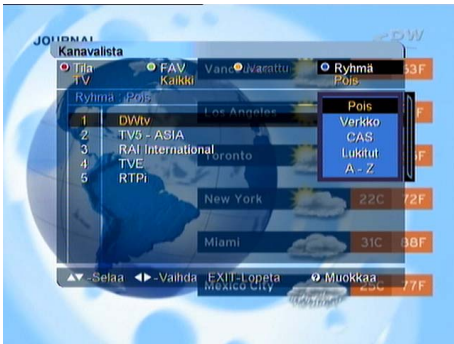 JOURNAL
DW
Kanavalista
Tila FAV Varattu Ryhmä
TV Kaikki Pois
Vancouver 63F
Ryhmä : Pois
Pois
Verkko
CAS
Lukitut
A - Z
1 DWtv
2 TV5 - ASIA
3 RAI International
4 TVE
5 RTPi
Los Angeles F
Toronto F
New York 22C 72F
Miami 31C 88F
-Selaa -Vaihda EXIT-Lopeta Muokkaa
Mexico City 25C 77F